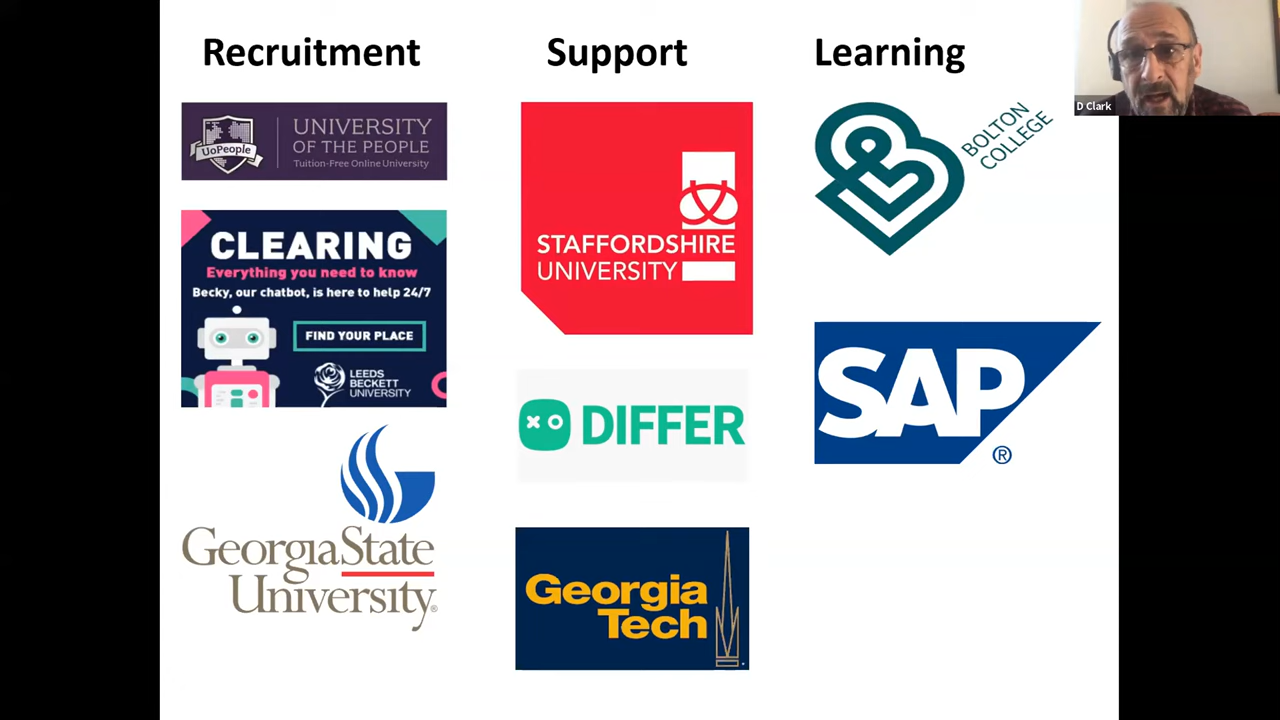 Recruitment
UoPeople
UNIVERSITY
OF THE PEOPLE
Tuition-Free Online University
CLEARING
Everything you need to know
Becky, our chatbot, is here to help 24/7
FIND YOUR PLACE
LEEDS
BECKETT
UNIVERSITY
GeorgiaState
University®
Support
STAFFORDSHIRE
UNIVERSITY
DIFFER
Georgia
Tech
Learning
BOLTON
COLLEGE
SAP
®
D Clark